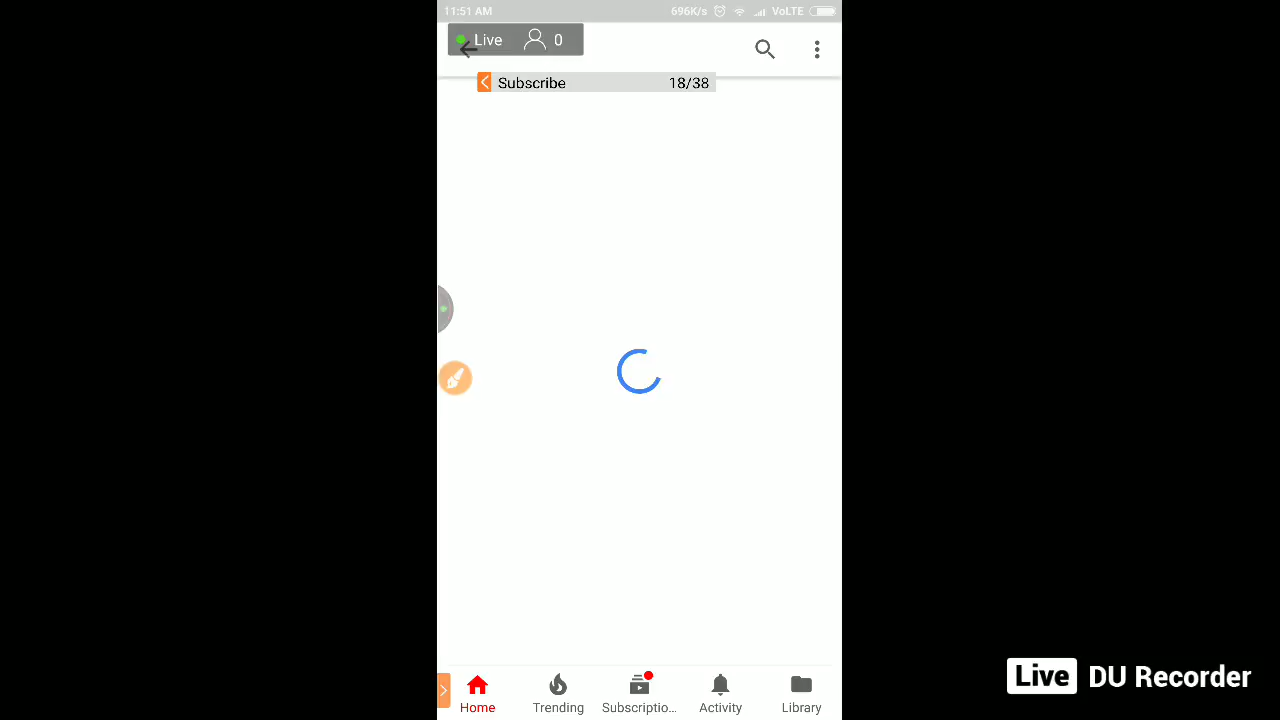 11:51 AM 696K/s VoLTE
Live 0
Subscribe 18/38
Home Trending Subscriptio... Activity Library
Live DU Recorder